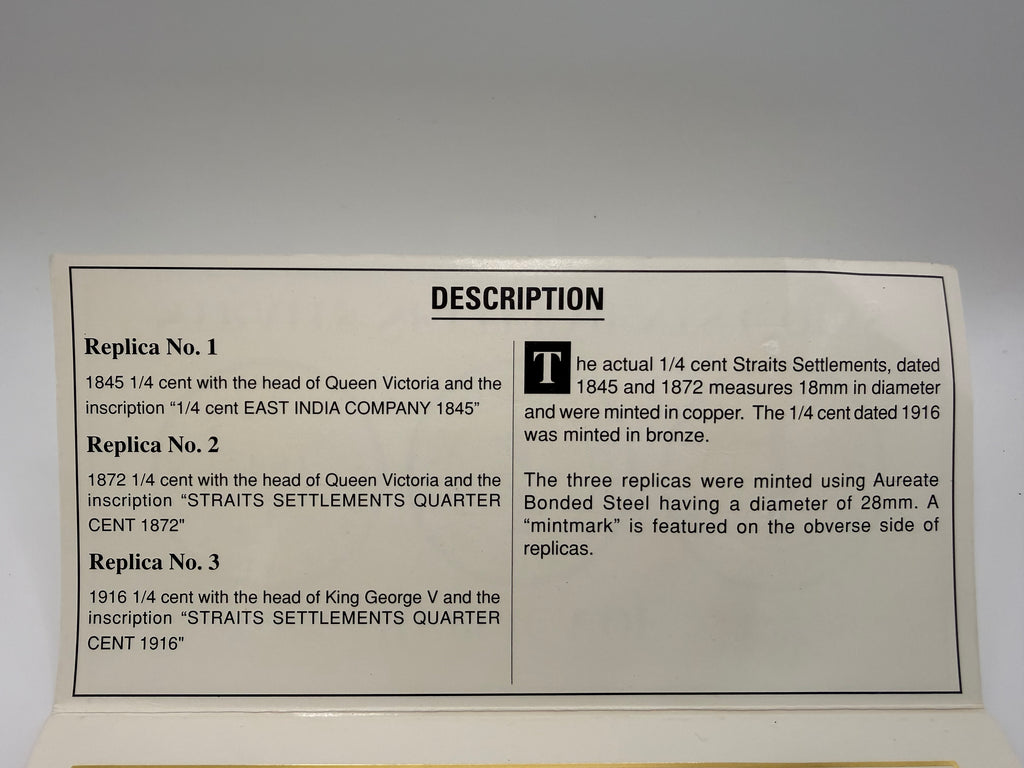 DESCRIPTION
Replica No. 1
1845 1/4 cent with the head of Queen Victoria and the
inscription “1/4 cent EAST INDIA COMPANY 1845”
Replica No. 2
1872 1/4 cent with the head of Queen Victoria and the
inscription “STRAITS SETTLEMENTS QUARTER
CENT 1872"
Replica No. 3
1916 1/4 cent with the head of King George V and the
inscription “STRAITS SETTLEMENTS QUARTER
CENT 1916"
The actual 1/4 cent Straits Settlements, dated
1845 and 1872 measures 18mm in diameter
and were minted in copper. The 1/4 cent dated 1916
was minted in bronze.
The three replicas were minted using Aureate
Bonded Steel having a diameter of 28mm. A
“mintmark” is featured on the obverse side of
replicas.